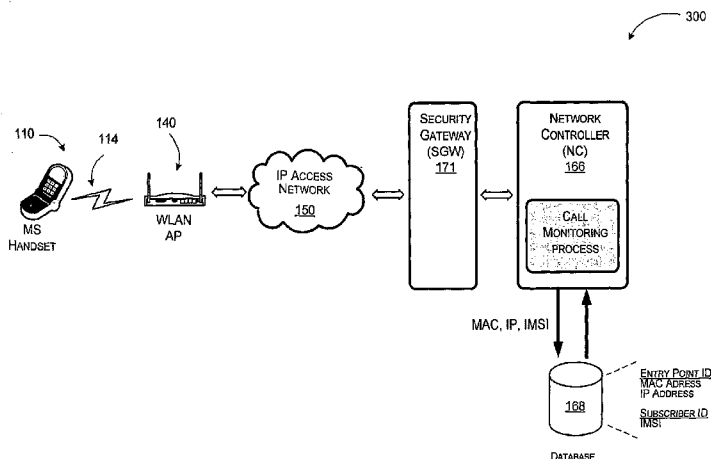 300
110
114
140
MS
HANDSET
WLAN
AP
IP ACCESS
NETWORK
150
SECURITY
GATEWAY
(SGW)
171
NETWORK
CONTROLLER
(NC)
166
CALL
MONITORING
PROCESS
MAC, IP, IMSI
168
DATABASE
ENTRY POINT ID
MAC ADRESS
IP ADDRESS
SUBSCRIBER ID
IMSI